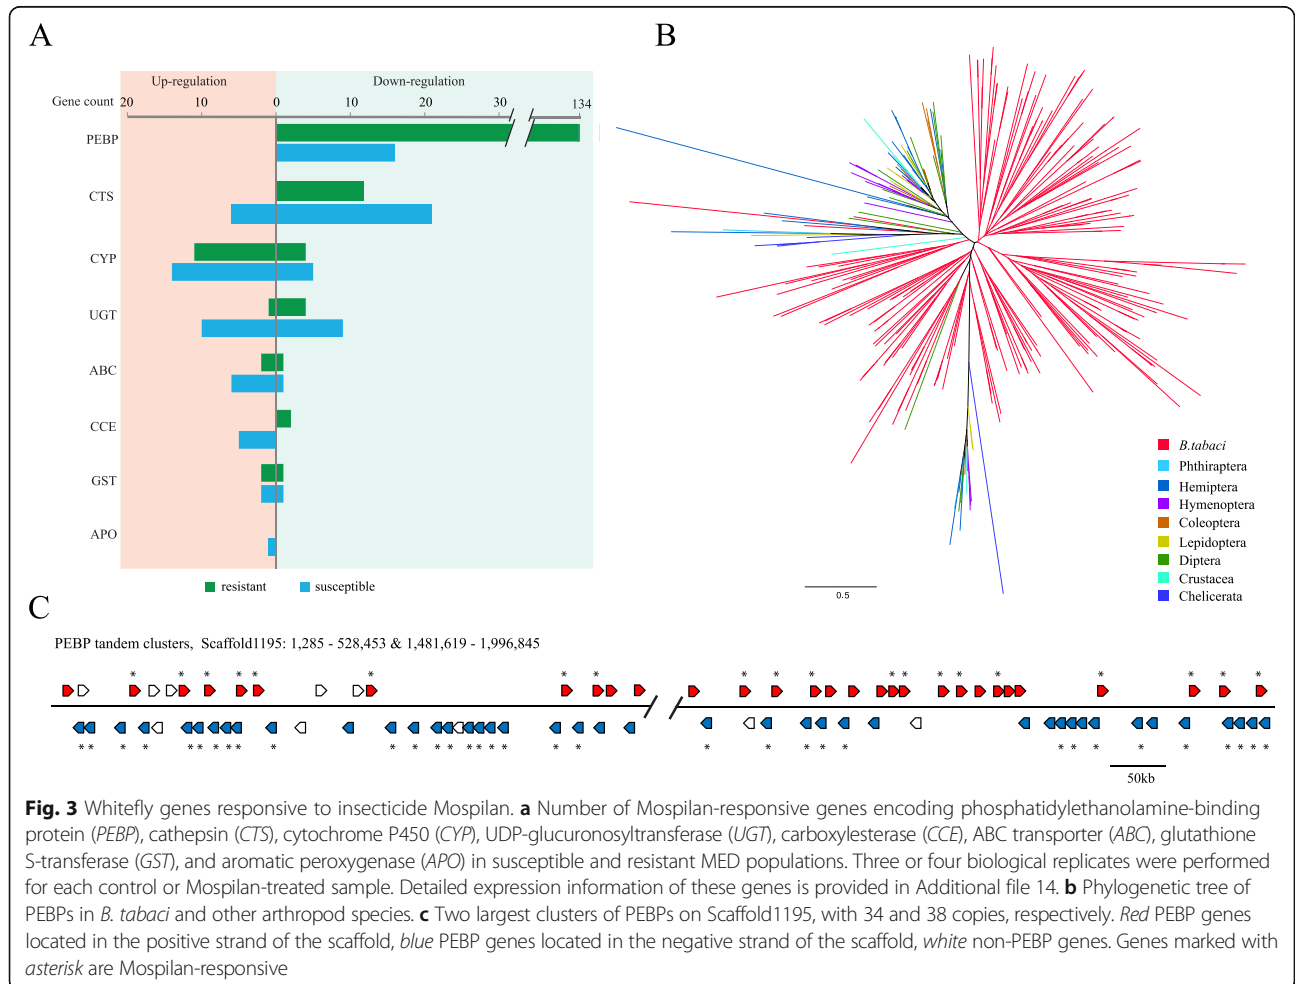 A
B
Up-regulation Down-regulation
Gene count 20 10 0 10 20 30 134
PEBP
CTS
CYP
UGT
ABC
CCE
GST
APO
resistant susceptible
B.tabaci
Phthiraptera
Hemiptera
Hymenoptera
Coleoptera
Lepidoptera
Diptera
Crustacea
Chelicerata
0.5
C
PEBP tandem clusters, Scaffold1195: 1,285 - 528,453 & 1,481,619 - 1,996,845
* * * * * * * * * * * * * * * * * * *
* * * * * * * * * * * * * * * * * * * * * * * * * * * * * * * * * *
50kb
Fig. 3 Whitefly genes responsive to insecticide Mospilan. a Number of Mospilan-responsive genes encoding phosphatidylethanolamine-binding
protein (PEBP), cathepsin (CTS), cytochrome P450 (CYP), UDP-glucuronosyltransferase (UGT), carboxylesterase (CCE), ABC transporter (ABC), glutathione
S-transferase (GST), and aromatic peroxygenase (APO) in susceptible and resistant MED populations. Three or four biological replicates were performed
for each control or Mospilan-treated sample. Detailed expression information of these genes is provided in Additional file 14. b Phylogenetic tree of
PEBPs in B. tabaci and other arthropod species. c Two largest clusters of PEBPs on Scaffold1195, with 34 and 38 copies, respectively. Red PEBP genes
located in the positive strand of the scaffold, blue PEBP genes located in the negative strand of the scaffold, white non-PEBP genes. Genes marked with
asterisk are Mospilan-responsive